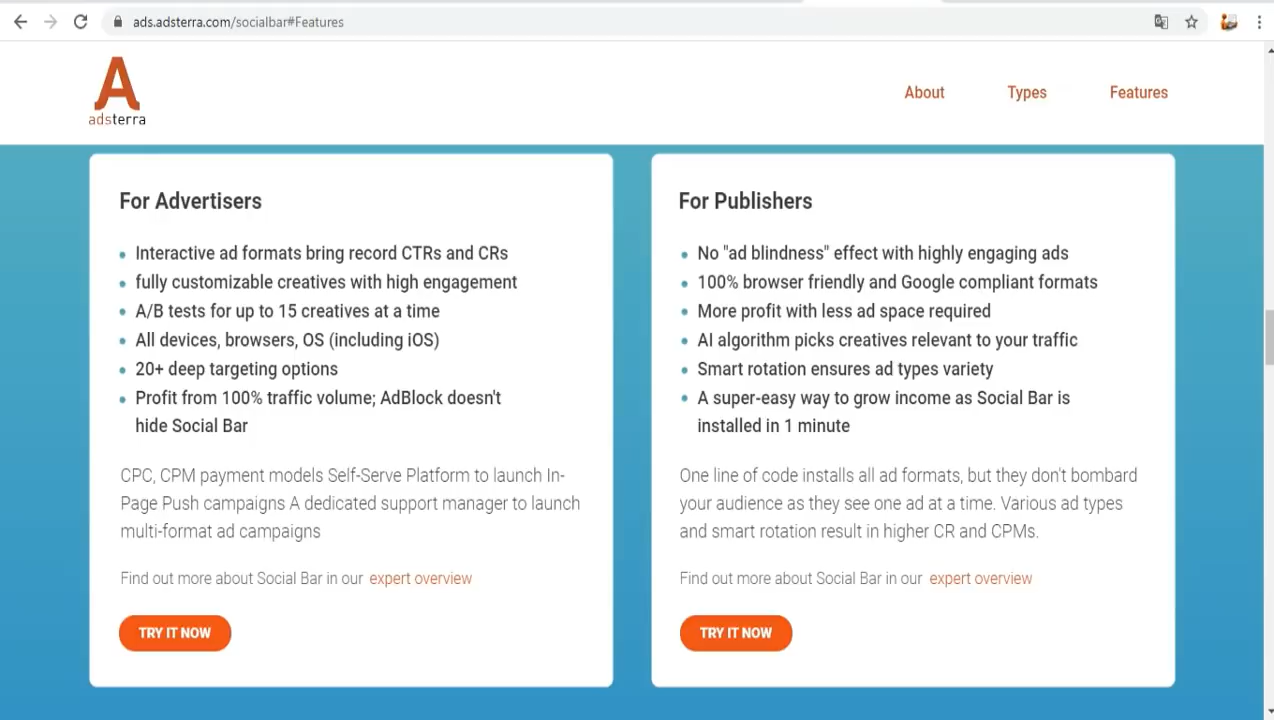 ads.adsterra.com/socialbar#Features
A
adsterra
About Types Features
For Advertisers
Interactive ad formats bring record CTRs and CRs
fully customizable creatives with high engagement
A/B tests for up to 15 creatives at a time
All devices, browsers, OS (including iOS)
20+ deep targeting options
Profit from 100% traffic volume; AdBlock doesn't
hide Social Bar
CPC, CPM payment models Self-Serve Platform to launch In-
Page Push campaigns A dedicated support manager to launch
multi-format ad campaigns
Find out more about Social Bar in our expert overview
TRY IT NOW
For Publishers
No "ad blindness" effect with highly engaging ads
100% browser friendly and Google compliant formats
More profit with less ad space required
AI algorithm picks creatives relevant to your traffic
Smart rotation ensures ad types variety
A super-easy way to grow income as Social Bar is
installed in 1 minute
One line of code installs all ad formats, but they don't bombard
your audience as they see one ad at a time. Various ad types
and smart rotation result in higher CR and CPMs.
Find out more about Social Bar in our expert overview
TRY IT NOW